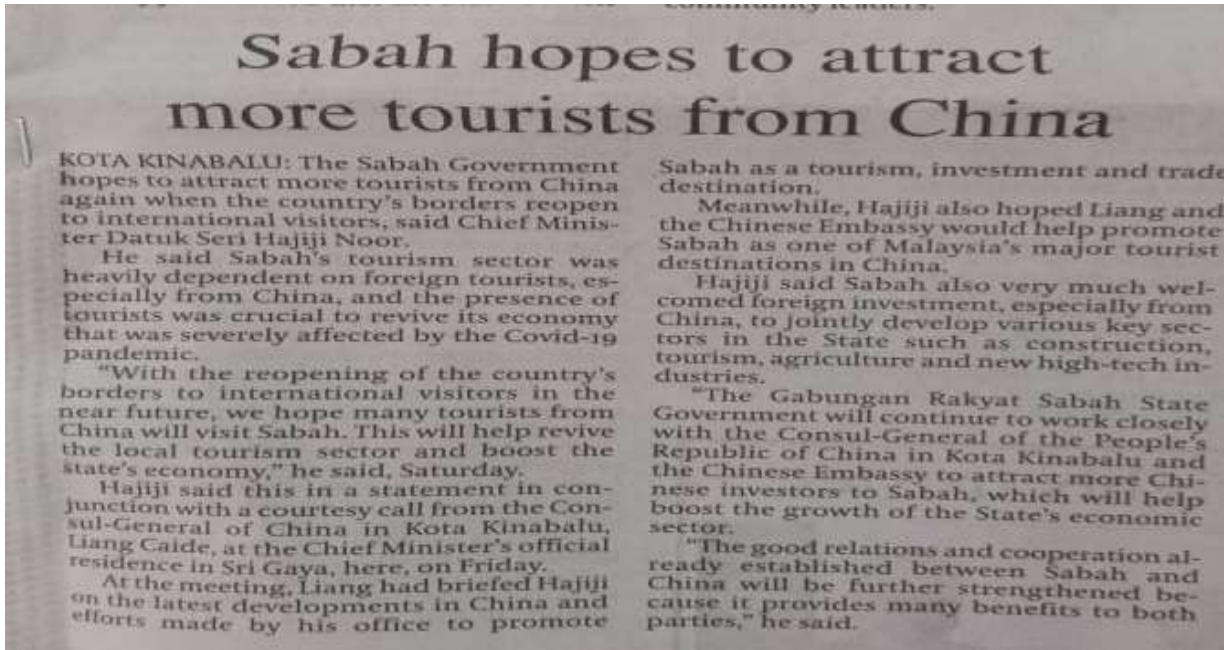 community leaders.
Sabah hopes to attract
more tourists from China
KOTA KINABALU: The Sabah Government
hopes to attract more tourists from China
again when the country's borders reopen
to international visitors, said Chief Minis-
ter Datuk Seri Hajiji Noor.
He said Sabah's tourism sector was
heavily dependent on foreign tourists, es-
pecially from China, and the presence of
tourists was crucial to revive its economy
that was severely affected by the Covid-19
pandemic.
"With the reopening of the country's
borders to international visitors in the
near future, we hope many tourists from
China will visit Sabah. This will help revive
the local tourism sector and boost the
state's economy," he said, Saturday.
Hajiji said this in a statement in con-
junction with a courtesy call from the Con-
sul-General of China in Kota Kinabalu,
Liang Caide, at the Chief Minister's official
residence in Sri Gaya, here, on Friday.
At the meeting, Liang had briefed Hajiji
on the latest developments in China and
efforts made by his office to promote
Sabah as a tourism, investment and trade
destination.
Meanwhile, Hajiji also hoped Liang and
the Chinese Embassy would help promote
Sabah as one of Malaysia's major tourist
destinations in China.
Hajiji said Sabah also very much wel-
comed foreign investment, especially from
China, to jointly develop various key sec-
tors in the State such as construction,
tourism, agriculture and new high-tech in-
dustries.
"The Gabungan Rakyat Sabah State
Government will continue to work closely
with the Consul-General of the People's
Republic of China in Kota Kinabalu and
the Chinese Embassy to attract more Chi-
nese investors to Sabah, which will help
boost the growth of the State's economic
sector.
"The good relations and cooperation al-
ready established between Sabah and
China will be further strengthened be-
cause it provides many benefits to both
parties," he said.